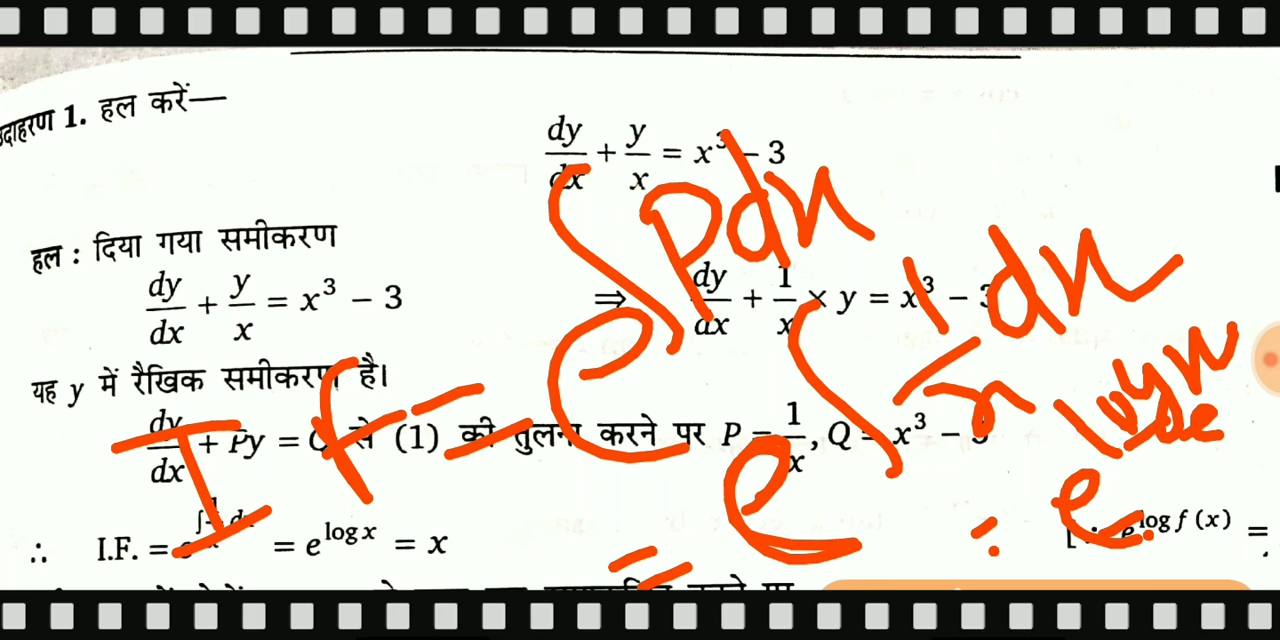 उदाहरण 1. हल करें—
dy/dx + y/x = x³ – 3
हल : दिया गया समीकरण
dy/dx + y/x = x³ – 3 ⇒ dy/dx + 1/x × y = x³ – 3
यह y में रैखिक समीकरण है।
dy/dx + Py = Q से (1) की तुलना करने पर P = 1/x, Q = x³ – 3
∴ I.F. = e^∫1/x dx = e^log x = x [∵ e^log f (x) =
If = e^∫Pdx
= e^∫1/x dx = e^log x